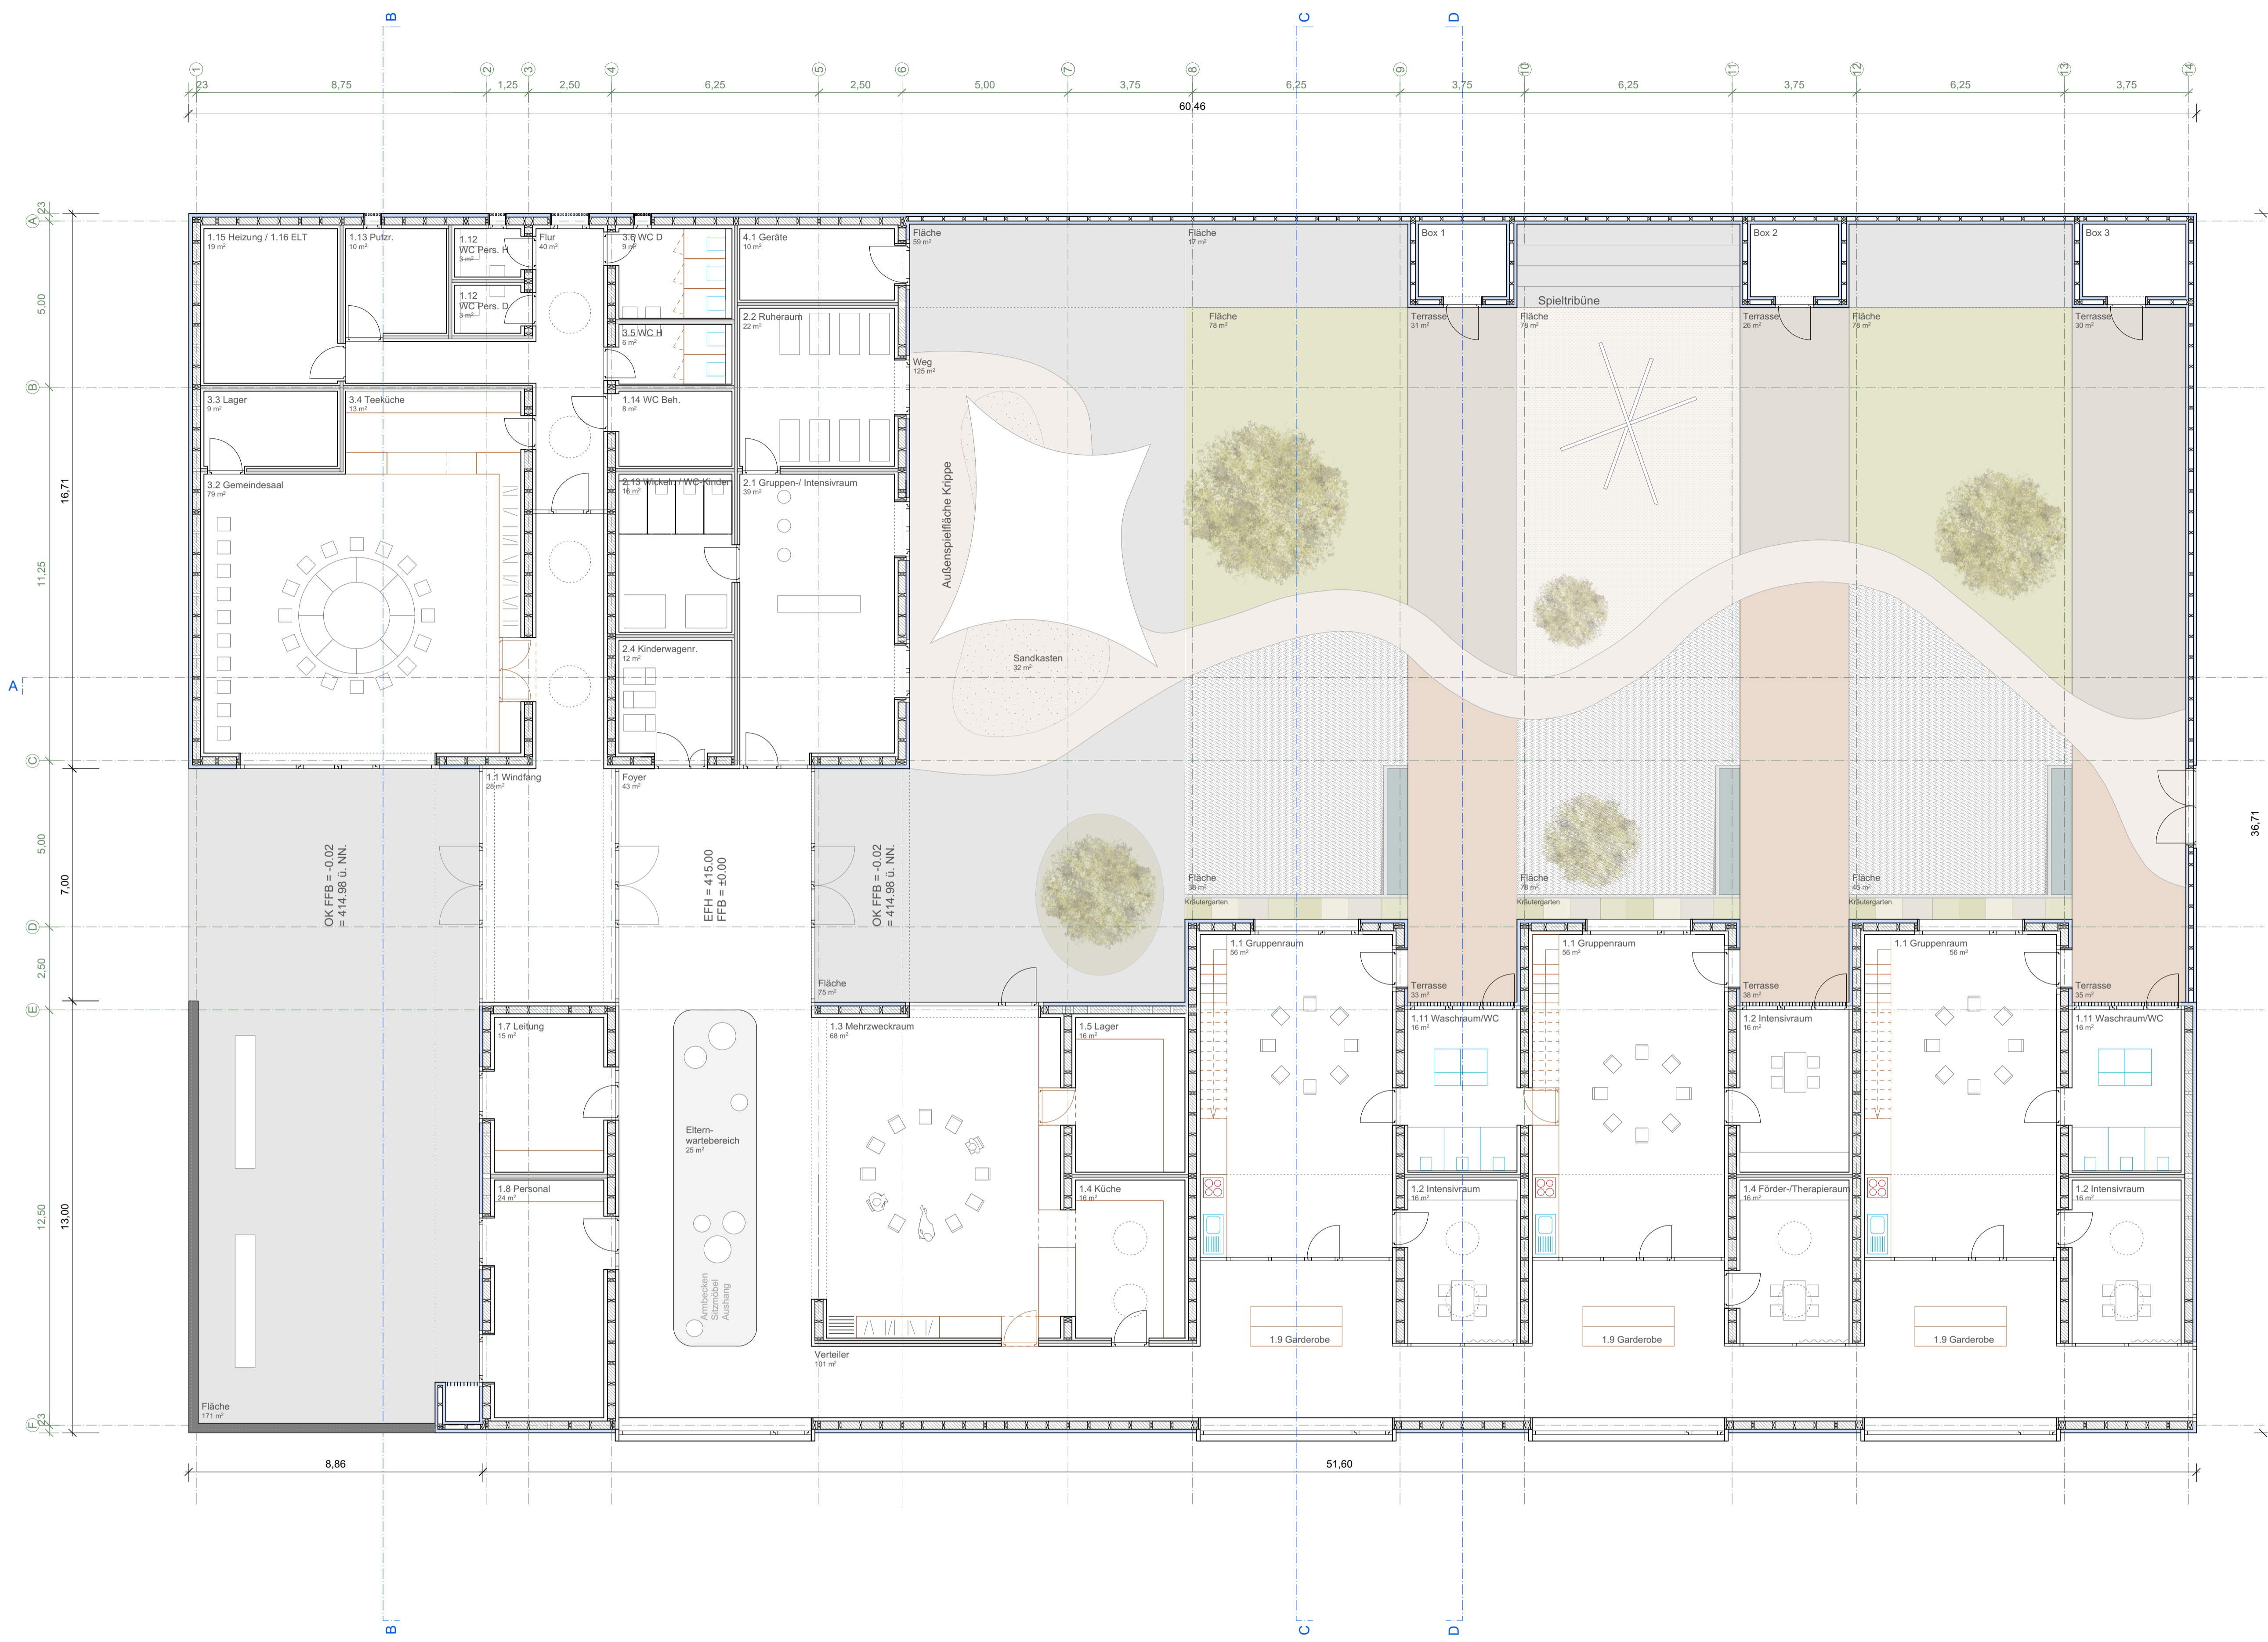 B
C
D
1
2
3
4
5
6
7
8
9
10
11
12
13
14
23
8,75
1,25
2,50
6,25
2,50
5,00
3,75
6,25
3,75
6,25
3,75
6,25
3,75
60,46
A
23
5,00
B
16,71
11,25
A
C
5,00
7,00
D
2,50
E
12,50
13,00
F
23
36,71
1.15 Heizung / 1.16 ELT
19 m²
1.13 Putzr.
10 m²
1.12
WC Pers. H
3 m²
1.12
WC Pers. D
3 m²
Flur
40 m²
3.6 WC D
9 m²
3.5 WC H
6 m²
4.1 Geräte
10 m²
2.2 Ruheraum
22 m²
3.3 Lager
9 m²
3.4 Teeküche
13 m²
1.14 WC Beh.
8 m²
3.2 Gemeindesaal
79 m²
2.13 Wickeln / WC-Kinder
16 m²
2.1 Gruppen-/ Intensivraum
39 m²
2.4 Kinderwagenr.
12 m²
Fläche
59 m²
Fläche
17 m²
Box 1
Box 2
Box 3
Spieltribüne
Weg
125 m²
Fläche
78 m²
Terrasse
31 m²
Fläche
78 m²
Terrasse
26 m²
Fläche
78 m²
Terrasse
30 m²
Außenspielfläche Krippe
Sandkasten
32 m²
1.1 Windfang
28 m²
Foyer
43 m²
OK FFB = -0.02
= 414.98 ü. NN.
EFH = 415.00
FFB = ±0.00
OK FFB = -0.02
= 414.98 ü. NN.
Fläche
75 m²
Fläche
38 m²
Kräutergarten
Fläche
78 m²
Kräutergarten
Fläche
43 m²
Kräutergarten
1.1 Gruppenraum
56 m²
1.1 Gruppenraum
56 m²
1.1 Gruppenraum
56 m²
Terrasse
33 m²
Terrasse
38 m²
Terrasse
35 m²
1.7 Leitung
15 m²
1.3 Mehrzweckraum
68 m²
1.5 Lager
16 m²
1.11 Waschraum/WC
16 m²
1.2 Intensivraum
16 m²
1.11 Waschraum/WC
16 m²
Eltern-
wartebereich
25 m²
1.8 Personal
24 m²
1.4 Küche
16 m²
1.2 Intensivraum
16 m²
1.4 Förder-/Therapieraum
16 m²
1.2 Intensivraum
16 m²
Armbecken
Sitzmöbel
Aushang
1.9 Garderobe
1.9 Garderobe
1.9 Garderobe
Verteiler
101 m²
Fläche
171 m²
8,86
51,60
B
C
D